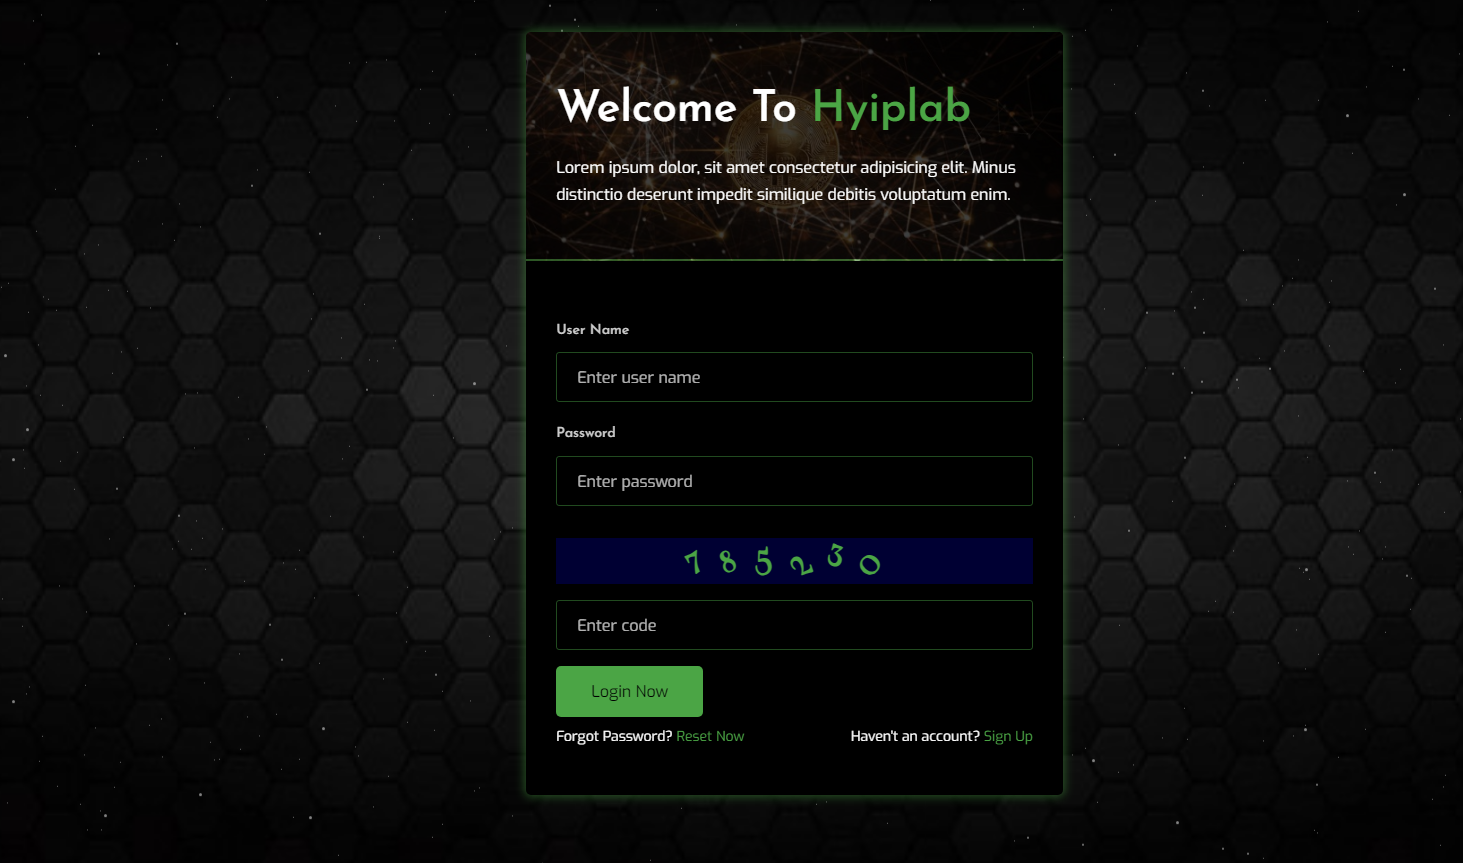 Welcome To Hyiplab
Lorem ipsum dolor, sit amet consectetur adipisicing elit. Minus
distinctio deserunt impedit similique debitis voluptatum enim.
User Name
Enter user name
Password
Enter password
7 8 5 2 3 0
Enter code
Login Now
Forgot Password? Reset Now
Haven't an account? Sign Up